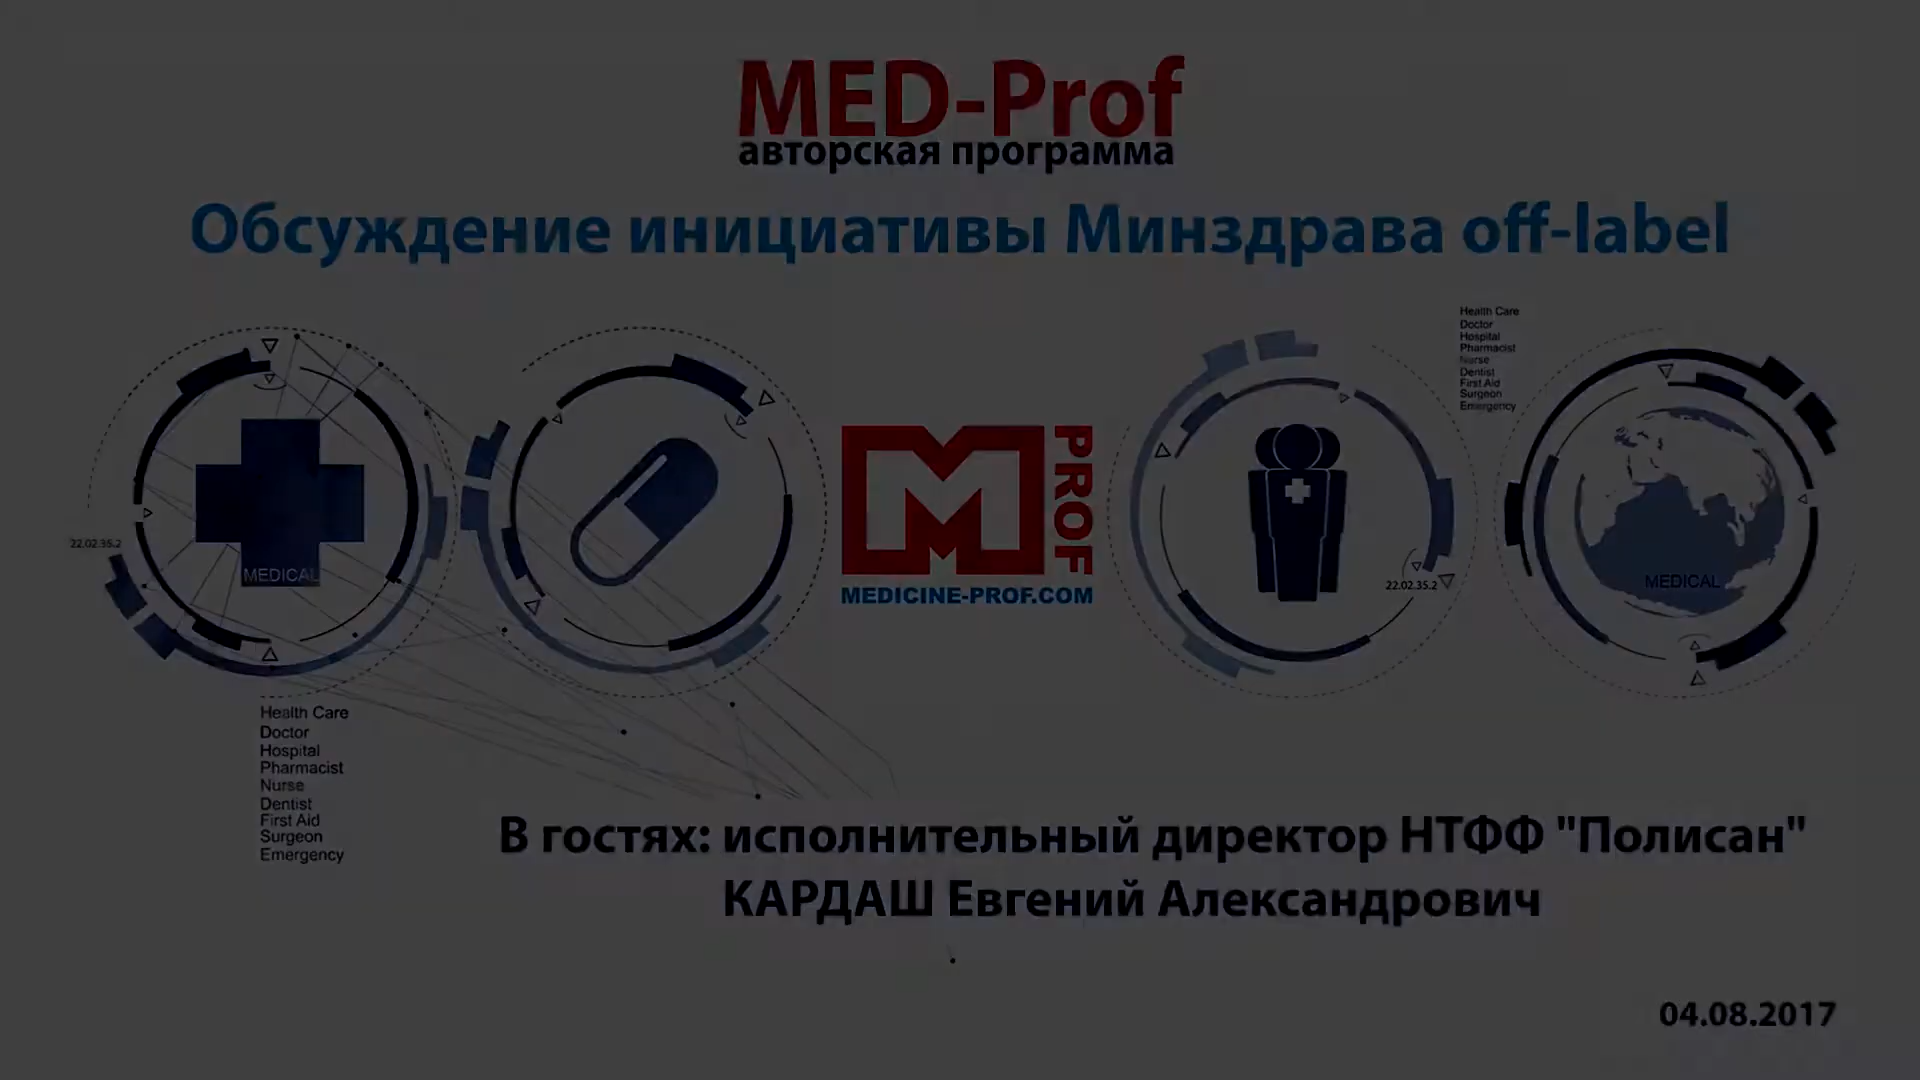 MED-Prof
авторская программа
Обсуждение инициативы Минздрава off-label
Health Care
Doctor
Hospital
Pharmacist
Nurse
Dentist
First Aid
Surgeon
Emergency
22.02.35.2
MEDICAL
M PROF
MEDICINE-PROF.COM
22.02.35.2
MEDICAL
Health Care
Doctor
Hospital
Pharmacist
Nurse
Dentist
First Aid
Surgeon
Emergency
В гостях: исполнительный директор НТФФ "Полисан"
КАРДАШ Евгений Александрович
04.08.2017